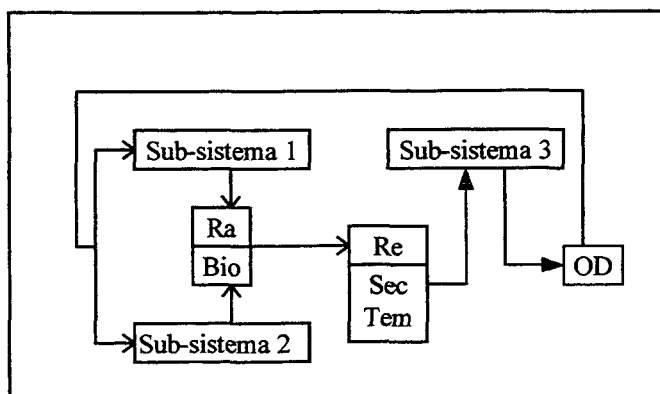 Sub-sistema 1
Sub-sistema 3
Ra
Bio
Re
Sec
Tem
OD
Sub-sistema 2